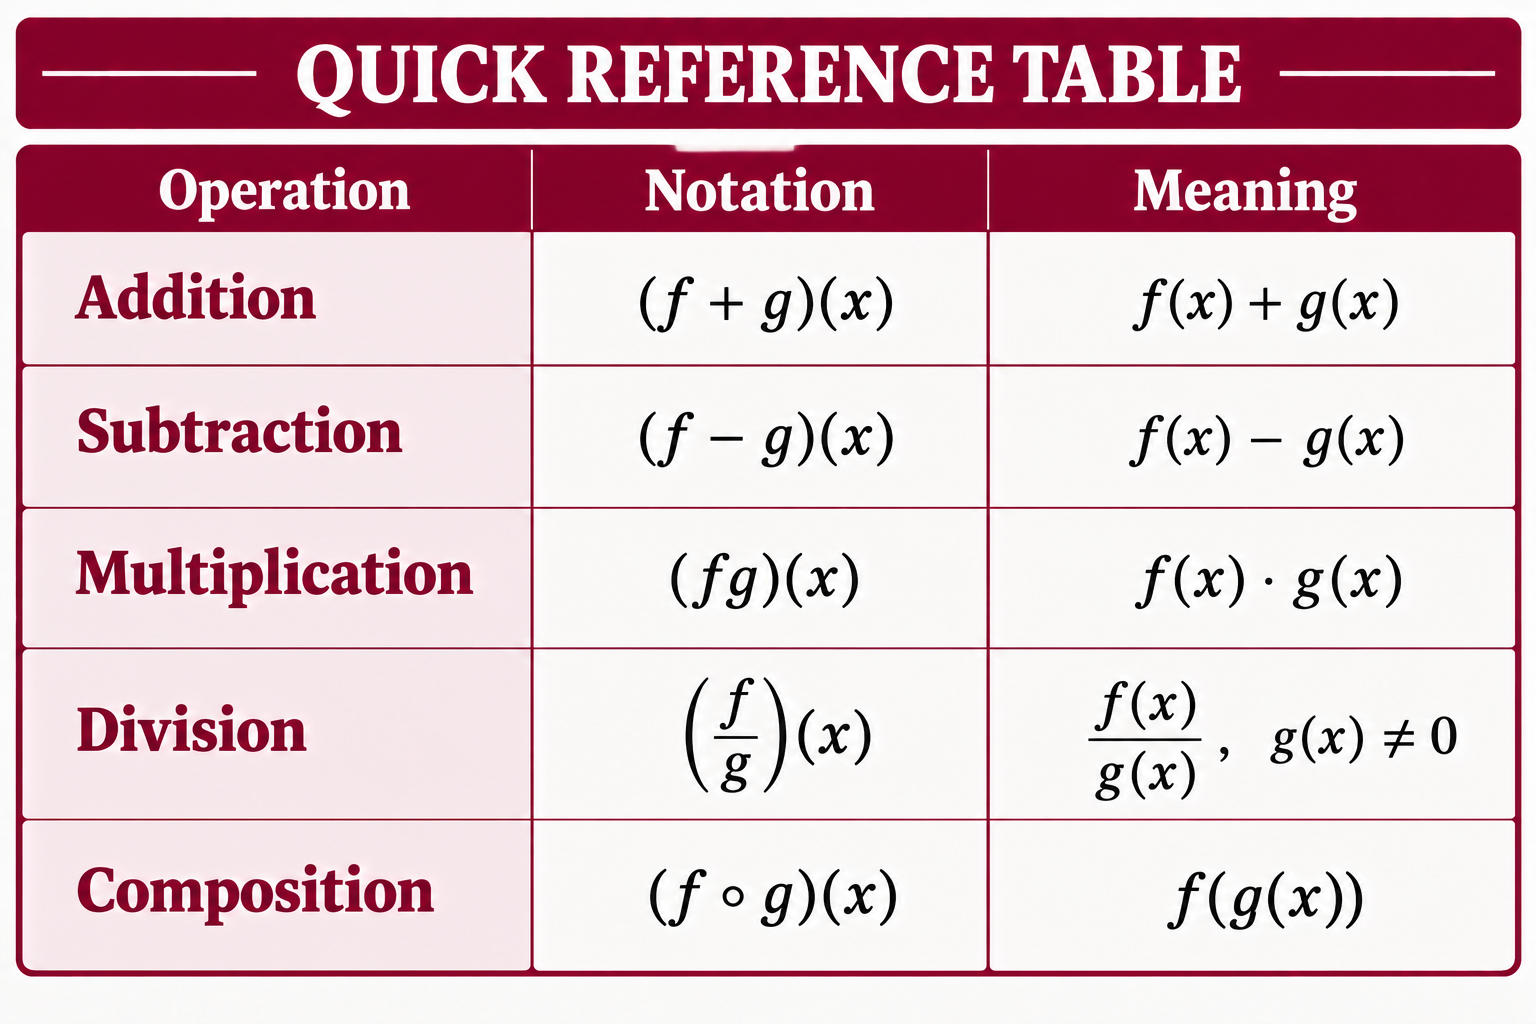 QUICK REFERENCE TABLE
Operation Notation Meaning
Addition (f + g)(x) f(x) + g(x)
Subtraction (f − g)(x) f(x) − g(x)
Multiplication (fg)(x) f(x) · g(x)
Division (f/g)(x) f(x)/g(x) , g(x) ≠ 0
Composition (f ∘ g)(x) f(g(x))